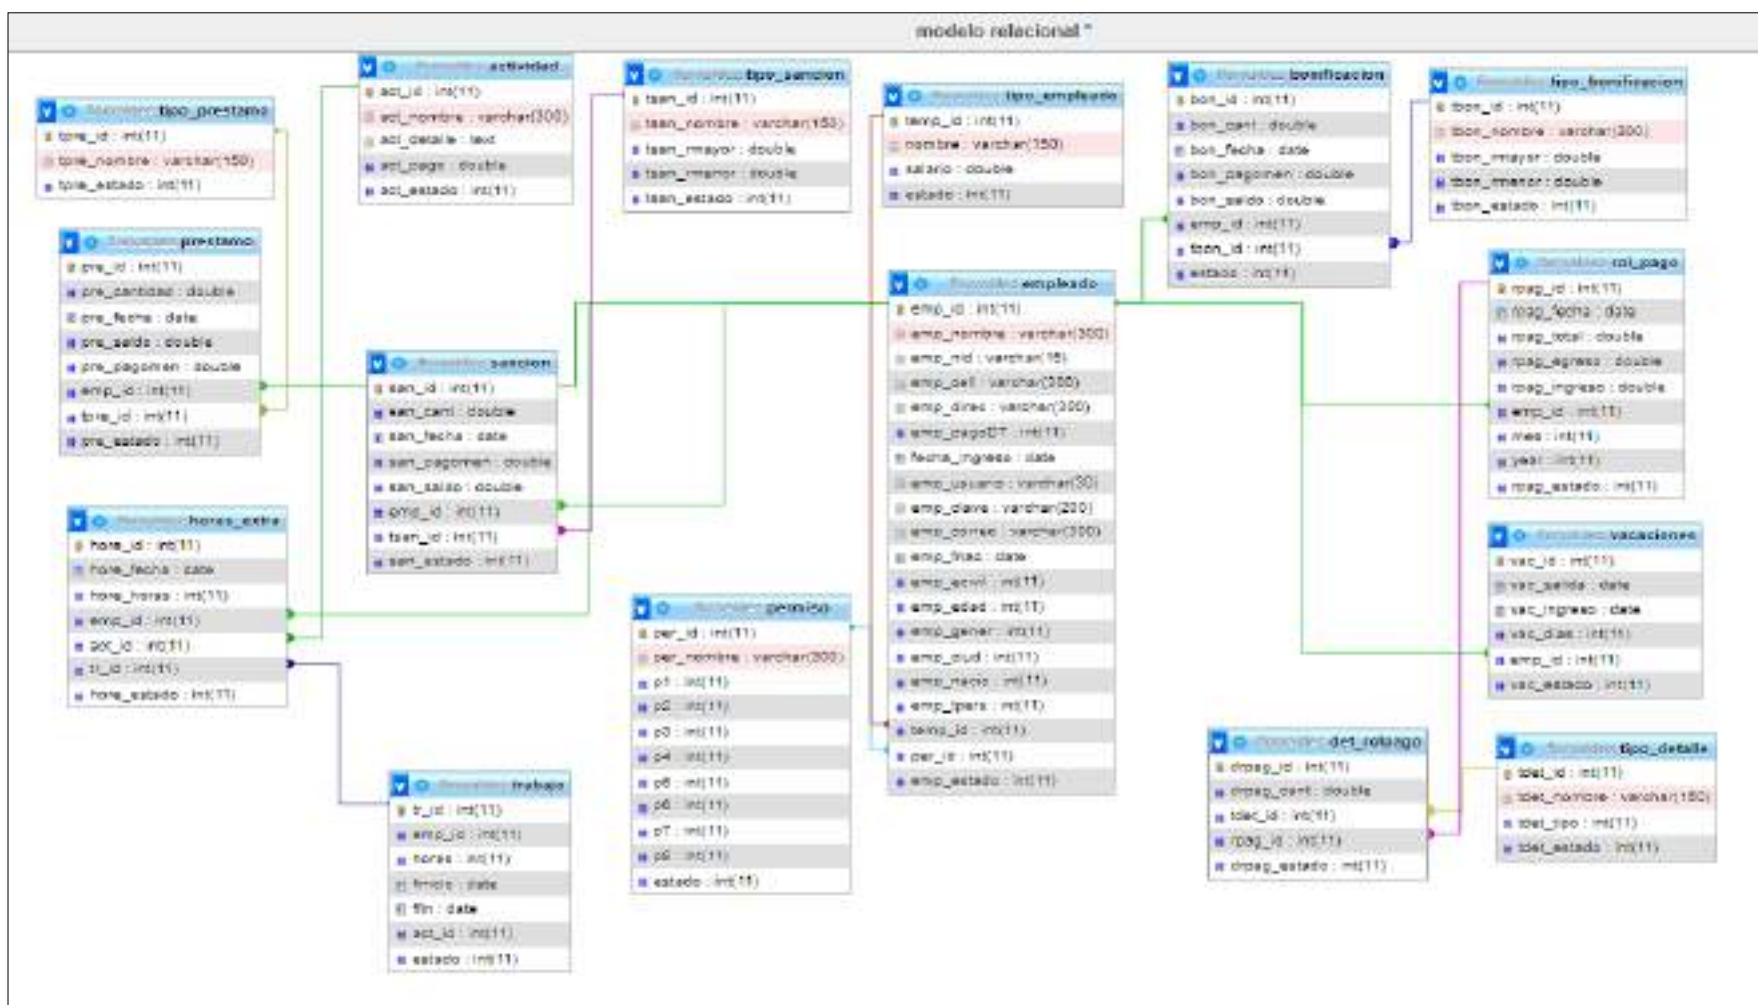 modelo relacional
tipo_prestamo
tpre_id : int(11)
tpre_nombre : varchar(150)
tpre_estado : int(11)
prestamo
pre_id : int(11)
pre_cantidad : double
pre_fecha : date
pre_saldo : double
pre_pagomen : double
emp_id : int(11)
tpre_id : int(11)
pre_estado : int(11)
horas_extra
hore_id : int(11)
hore_fecha : date
hore_horas : int(11)
emp_id : int(11)
act_id : int(11)
tr_id : int(11)
hore_estado : int(11)
actividad
act_id : int(11)
act_nombre : varchar(300)
act_detalle : text
act_pago : double
act_estado : int(11)
sancion
san_id : int(11)
san_cant : double
san_fecha : date
san_pagomen : double
san_saldo : double
emp_id : int(11)
tsan_id : int(11)
san_estado : int(11)
trabajo
tr_id : int(11)
emp_id : int(11)
horas : int(11)
finicio : date
ffin : date
act_id : int(11)
estado : int(11)
tipo_sancion
tsan_id : int(11)
tsan_nombre : varchar(150)
tsan_rmayor : double
tsan_rmenor : double
tsan_estado : int(11)
permiso
per_id : int(11)
per_nombre : varchar(300)
p1 : int(11)
p2 : int(11)
p3 : int(11)
p4 : int(11)
p5 : int(11)
p6 : int(11)
p7 : int(11)
estado : int(11)
tipo_empleado
temp_id : int(11)
nombre : varchar(150)
salario : double
estado : int(11)
empleado
emp_id : int(11)
emp_nombre : varchar(300)
emp_nid : varchar(15)
emp_cell : varchar(300)
emp_direc : varchar(300)
emp_pagoDT : int(11)
fecha_ingreso : date
emp_usuario : varchar(30)
emp_clave : varchar(200)
emp_correo : varchar(300)
emp_fnac : date
emp_ecivil : int(11)
emp_edad : int(11)
emp_gener : int(11)
emp_ciud : int(11)
emp_nacio : int(11)
emp_tpers : int(11)
temp_id : int(11)
per_id : int(11)
emp_estado : int(11)
bonificacion
bon_id : int(11)
bon_cant : double
bon_fecha : date
bon_pagomen : double
bon_saldo : double
emp_id : int(11)
tbon_id : int(11)
estado : int(11)
tipo_bonificacion
tbon_id : int(11)
tbon_nombre : varchar(300)
tbon_rmayor : double
tbon_rmenor : double
tbon_estado : int(11)
rol_pago
rpag_id : int(11)
rpag_fecha : date
rpag_total : double
rpag_egreso : double
rpag_ingreso : double
emp_id : int(11)
mes : int(11)
year : int(11)
rpag_estado : int(11)
vacaciones
vac_id : int(11)
vac_salida : date
vac_ingreso : date
vac_dias : int(11)
emp_id : int(11)
vac_estado : int(11)
det_rolpago
drpag_id : int(11)
drpag_cant : double
tdet_id : int(11)
rpag_id : int(11)
drpag_estado : int(11)
tipo_detalle
tdet_id : int(11)
tdet_nombre : varchar(150)
tdet_tipo : int(11)
tdet_estado : int(11)